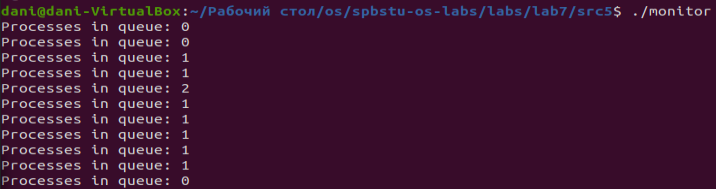 dani@dani-VirtualBox:~/Рабочий стол/os/spbstu-os-labs/labs/lab7/src5$ ./monitor
Processes in queue: 0
Processes in queue: 0
Processes in queue: 1
Processes in queue: 1
Processes in queue: 2
Processes in queue: 1
Processes in queue: 1
Processes in queue: 1
Processes in queue: 1
Processes in queue: 1
Processes in queue: 0